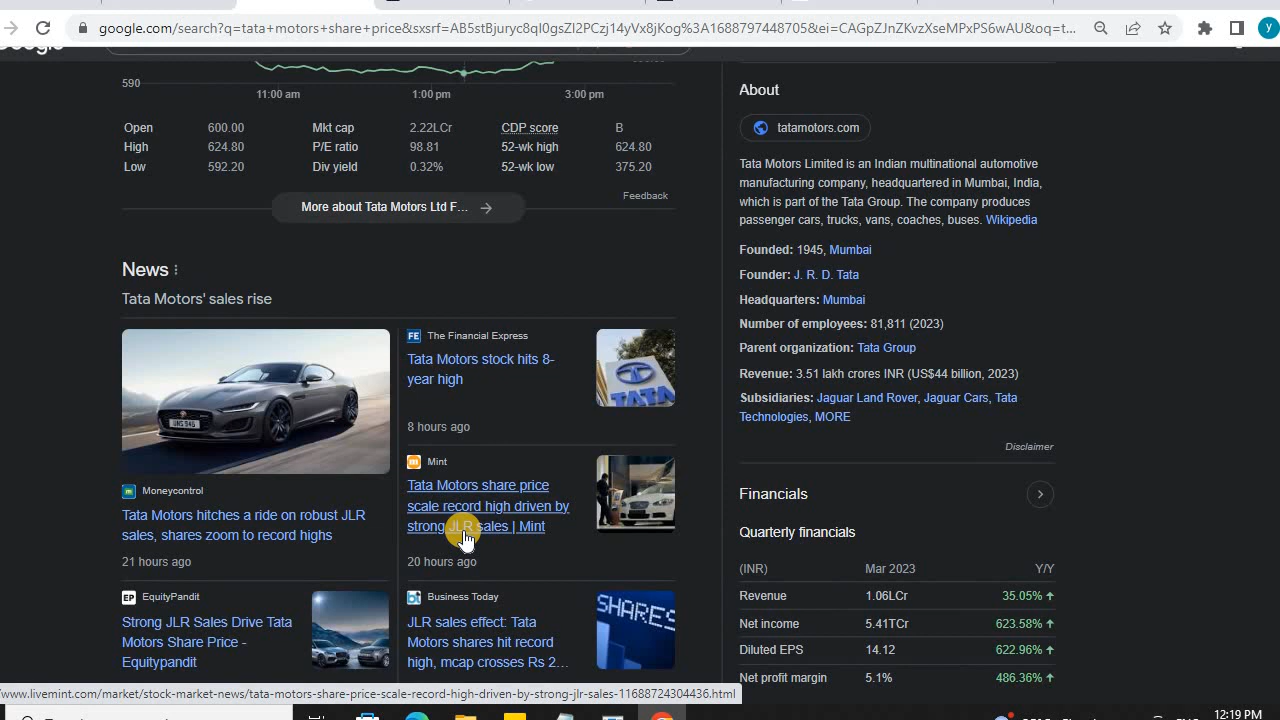 google.com/search?q=tata+motors+share+price&sxsrf=AB5stBjuryc8qI0gsZl2PCzj14yVx8jKog%3A1688797448705&ei=CAGpZJnZKvzXseMPxPS6wAU&oq=t...
y
Google
590
11:00 am
1:00 pm
3:00 pm
Open 600.00 Mkt cap 2.22LCr CDP score B
High 624.80 P/E ratio 98.81 52-wk high 624.80
Low 592.20 Div yield 0.32% 52-wk low 375.20
Feedback
More about Tata Motors Ltd F...
News
Tata Motors' sales rise
Moneycontrol
Tata Motors hitches a ride on robust JLR
sales, shares zoom to record highs
21 hours ago
FE The Financial Express
Tata Motors stock hits 8-
year high
8 hours ago
TATA
m Mint
Tata Motors share price
scale record high driven by
strong JLR sales | Mint
20 hours ago
EP EquityPandit
Strong JLR Sales Drive Tata
Motors Share Price -
Equitypandit
bt Business Today
JLR sales effect: Tata
Motors shares hit record
high, mcap crosses Rs 2...
SHARES
About
tatamotors.com
Tata Motors Limited is an Indian multinational automotive
manufacturing company, headquartered in Mumbai, India,
which is part of the Tata Group. The company produces
passenger cars, trucks, vans, coaches, buses. Wikipedia
Founded: 1945, Mumbai
Founder: J. R. D. Tata
Headquarters: Mumbai
Number of employees: 81,811 (2023)
Parent organization: Tata Group
Revenue: 3.51 lakh crores INR (US$44 billion, 2023)
Subsidiaries: Jaguar Land Rover, Jaguar Cars, Tata
Technologies, MORE
Disclaimer
Financials
Quarterly financials
(INR) Mar 2023 Y/Y
Revenue 1.06LCr 35.05%
Net income 5.41TCr 623.58%
Diluted EPS 14.12 622.96%
Net profit margin 5.1% 486.36%
www.livemint.com/market/stock-market-news/tata-motors-share-price-scale-record-high-driven-by-strong-jlr-sales-11688724304436.html
12:19 PM